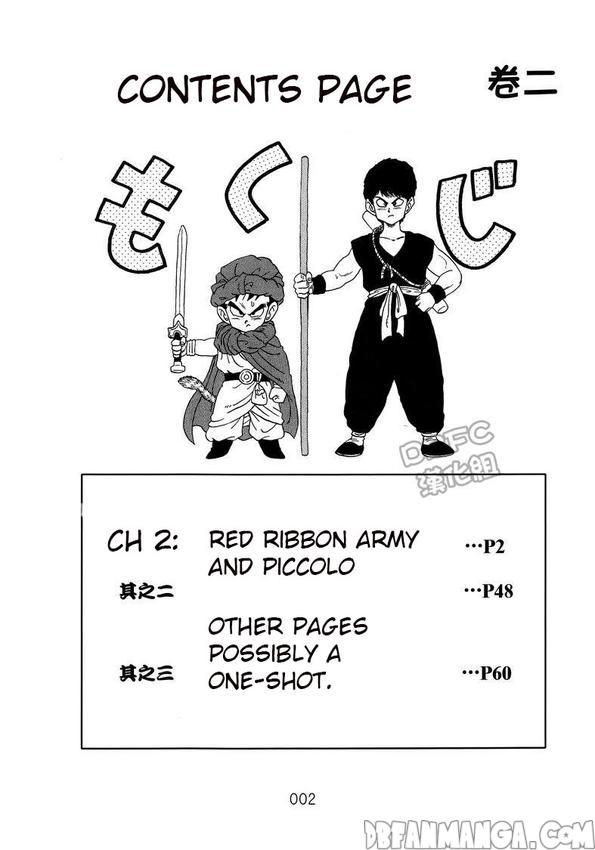 CONTENTS PAGE
卷二
もくじ
DBFC
漢化組
CH 2:
RED RIBBON ARMY
AND PICCOLO
…P2
其之二
…P48
OTHER PAGES
POSSIBLY A
ONE-SHOT.
其之三
…P60
002
DBFANMANGA.COM